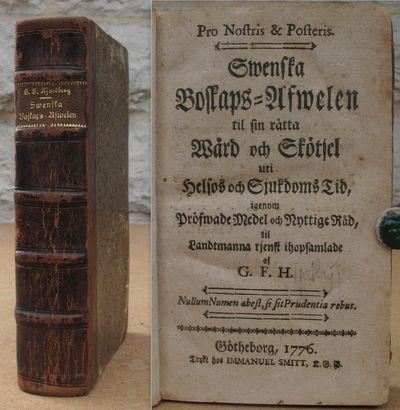 G. F. Hjortberg
Swenska
Boskaps-Afwelen
Pro Nostris & Posteris.
Swenska
Boskaps-Afwelen
til sin rätta
Wård och Skötsel
uti
Helsos och Sjukdoms Tid,
igenom
Pröfwade Medel och Nyttige Råd,
til
Landtmanna tjenst ihopsamlade
af
G. F. H.
Nullum Numen abest, si sit Prudentia rebus.
Götheborg, 1776.
Tryckt hos IMMANUEL SMITT,